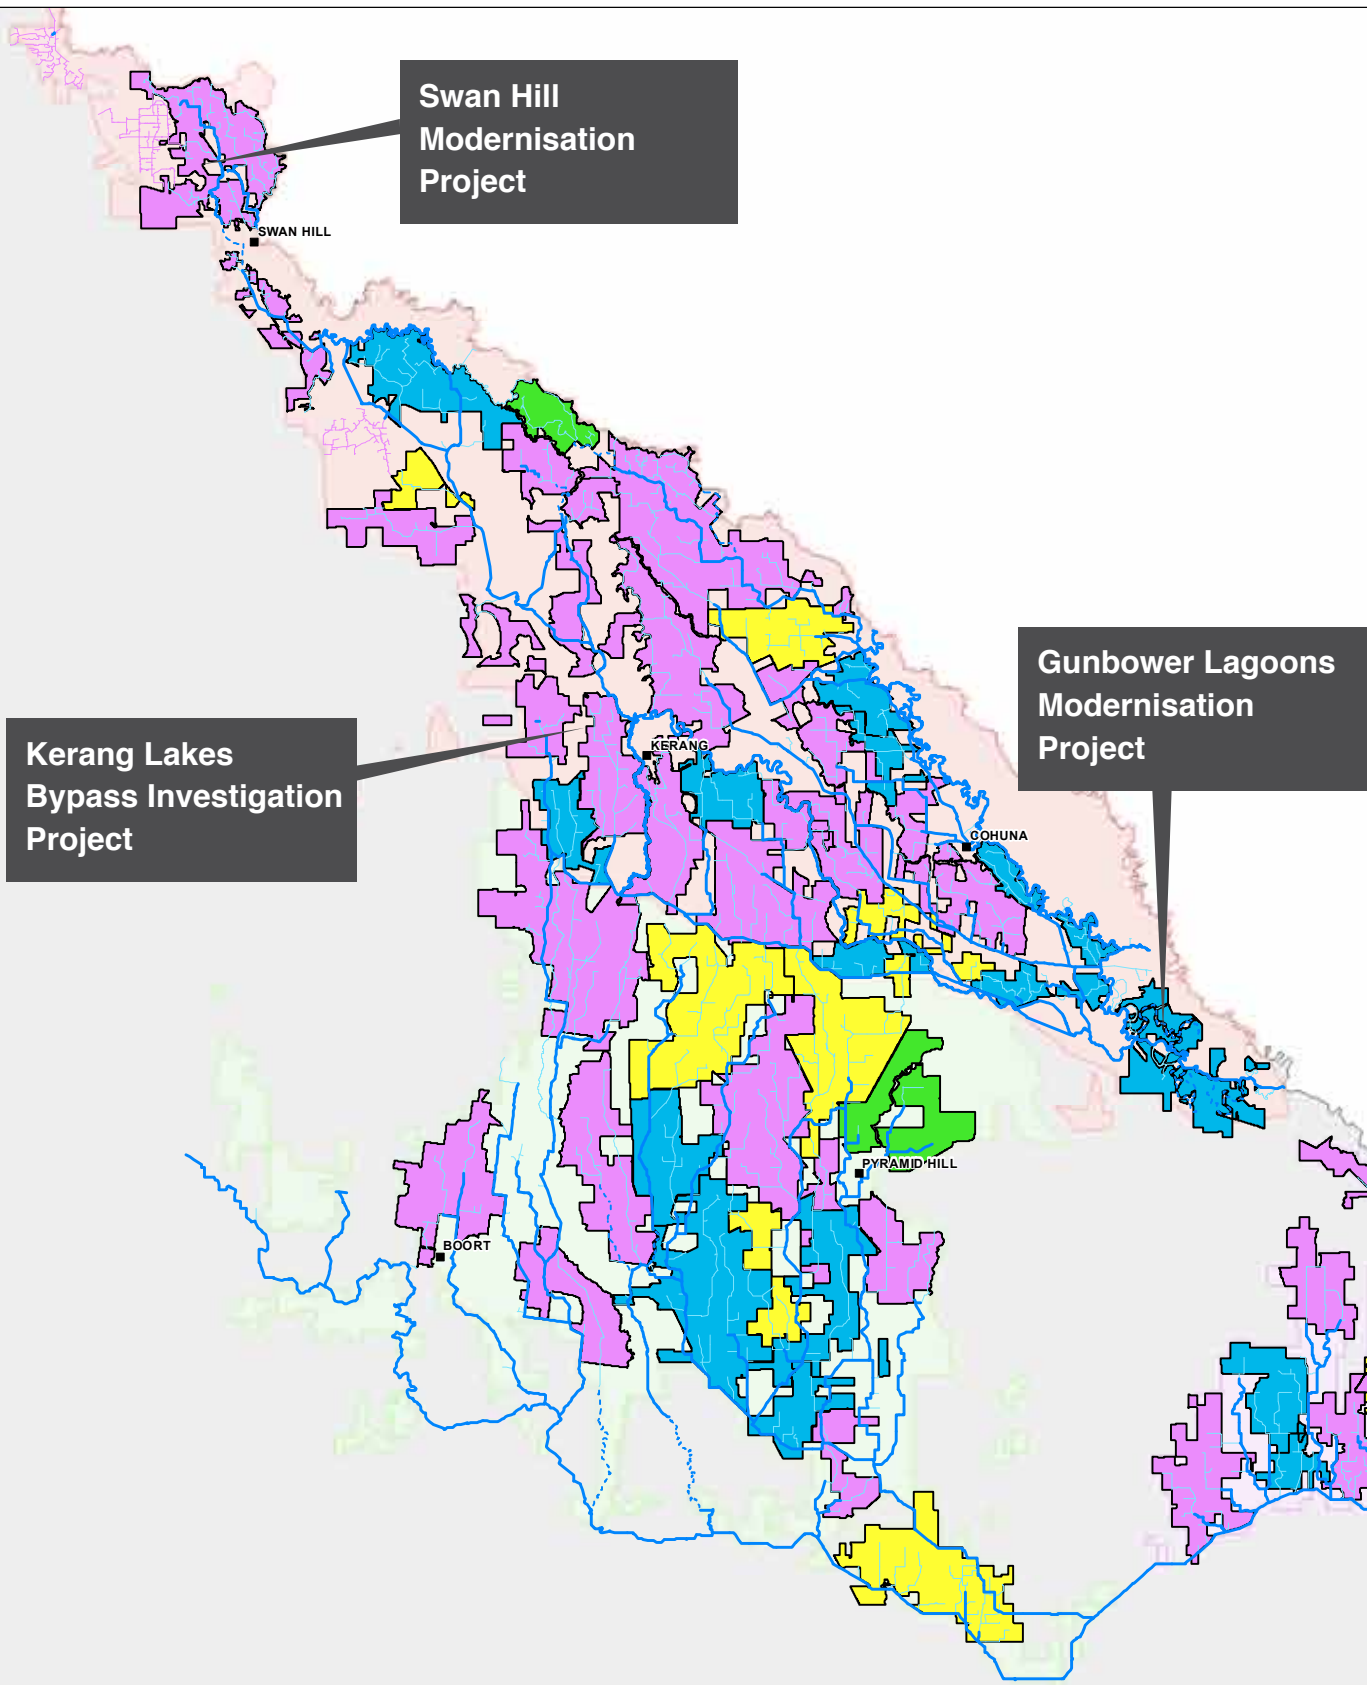 Swan Hill
Modernisation
Project
SWAN HILL
Gunbower Lagoons
Modernisation
Project
Kerang Lakes
Bypass Investigation
Project
KERANG
COHUNA
PYRAMID HILL
BOORT